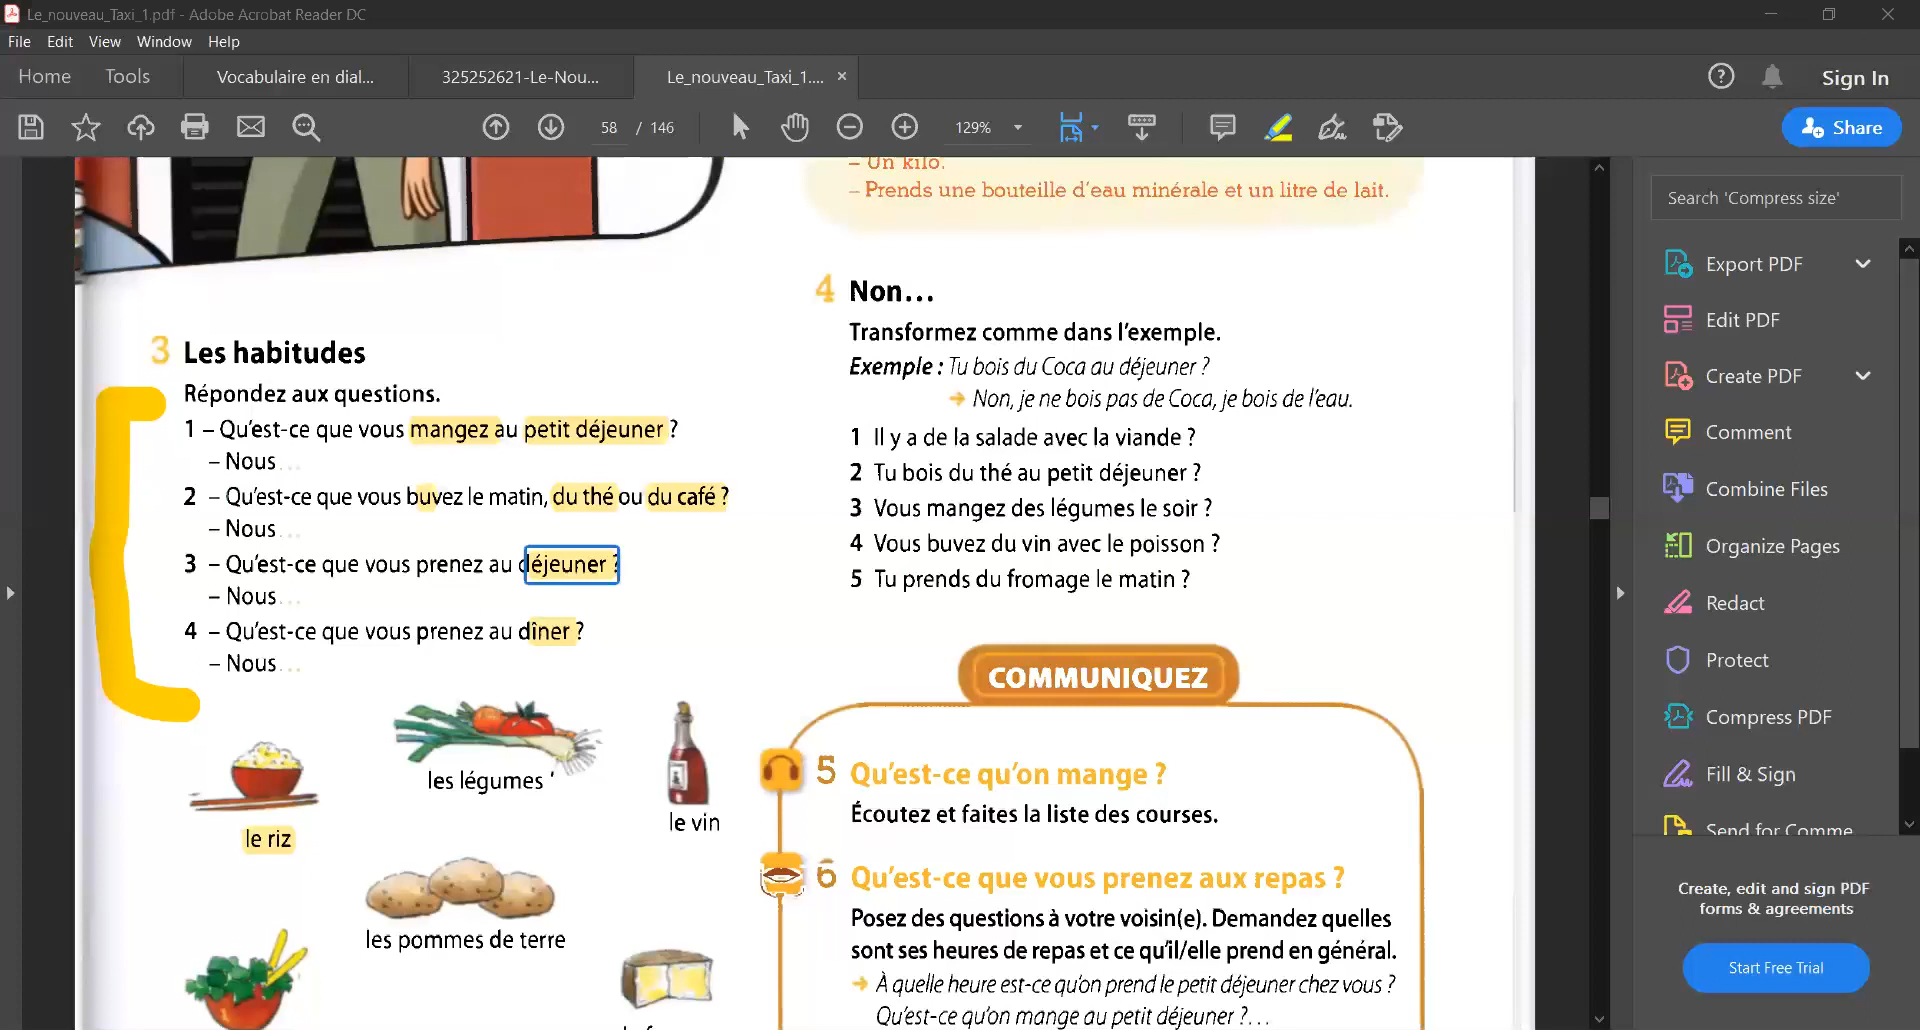 Le_nouveau_Taxi_1.pdf - Adobe Acrobat Reader DC
File Edit View Window Help
Home Tools Vocabulaire en dial... 325252621-Le-Nou... Le_nouveau_Taxi_1.... ×
Sign In
58 / 146 129% Share
– Un kilo.
– Prends une bouteille d'eau minérale et un litre de lait.
3 Les habitudes
Répondez aux questions.
1 – Qu'est-ce que vous mangez au petit déjeuner ?
– Nous ...
2 – Qu'est-ce que vous buvez le matin, du thé ou du café ?
– Nous ...
3 – Qu'est-ce que vous prenez au déjeuner ?
– Nous ...
4 – Qu'est-ce que vous prenez au dîner ?
– Nous ...
les légumes
le vin
le riz
les pommes de terre
4 Non...
Transformez comme dans l'exemple.
Exemple : Tu bois du Coca au déjeuner ?
➔ Non, je ne bois pas de Coca, je bois de l'eau.
1 Il y a de la salade avec la viande ?
2 Tu bois du thé au petit déjeuner ?
3 Vous mangez des légumes le soir ?
4 Vous buvez du vin avec le poisson ?
5 Tu prends du fromage le matin ?
COMMUNIQUEZ
5 Qu'est-ce qu'on mange ?
Écoutez et faites la liste des courses.
6 Qu'est-ce que vous prenez aux repas ?
Posez des questions à votre voisin(e). Demandez quelles
sont ses heures de repas et ce qu'il/elle prend en général.
➔ À quelle heure est-ce qu'on prend le petit déjeuner chez vous ?
Qu'est-ce qu'on mange au petit déjeuner ?...
Search 'Compress size'
Export PDF
Edit PDF
Create PDF
Comment
Combine Files
Organize Pages
Redact
Protect
Compress PDF
Fill & Sign
Send for Comme
Create, edit and sign PDF
forms & agreements
Start Free Trial